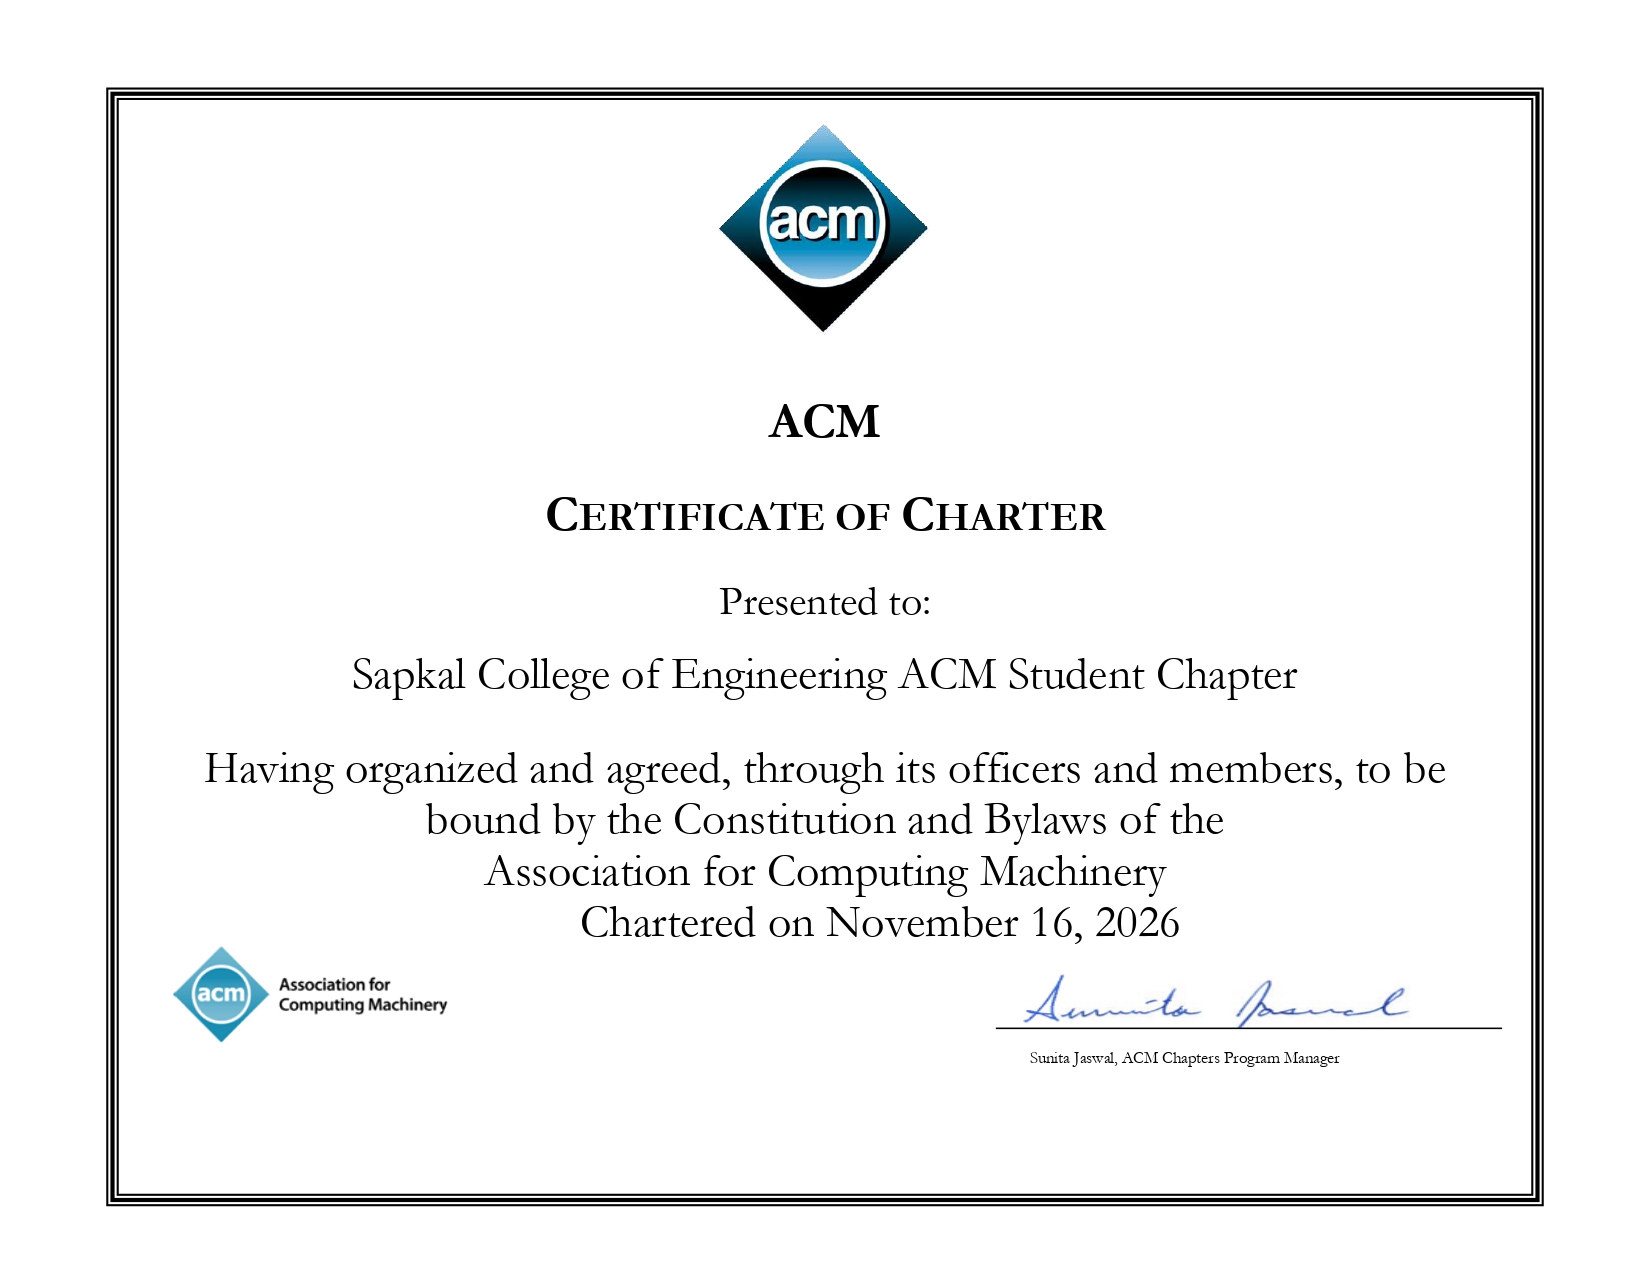 acm
ACM
CERTIFICATE OF CHARTER
Presented to:
Sapkal College of Engineering ACM Student Chapter
Having organized and agreed, through its officers and members, to be
bound by the Constitution and Bylaws of the
Association for Computing Machinery
Chartered on November 16, 2026
acm
Association for
Computing Machinery
Sunita Jaswal
Sunita Jaswal, ACM Chapters Program Manager